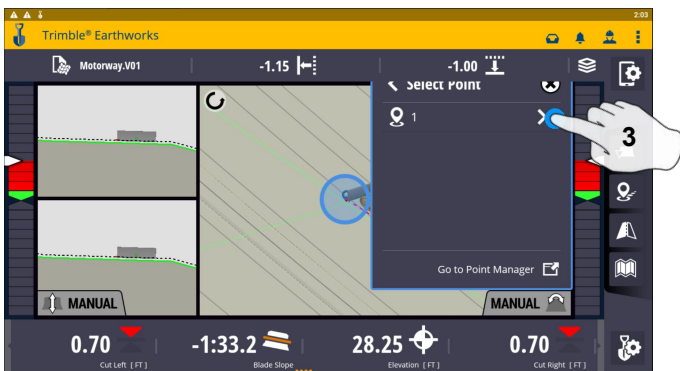 2:03
Trimble® Earthworks
Motorway.V01
-1.15
-1.00
Select Point
1
3
Go to Point Manager
MANUAL
MANUAL
0.70
-1:33.2
28.25
0.70
Cut Left [ FT ]
Blade Slope
Elevation [ FT ]
Cut Right [ FT ]